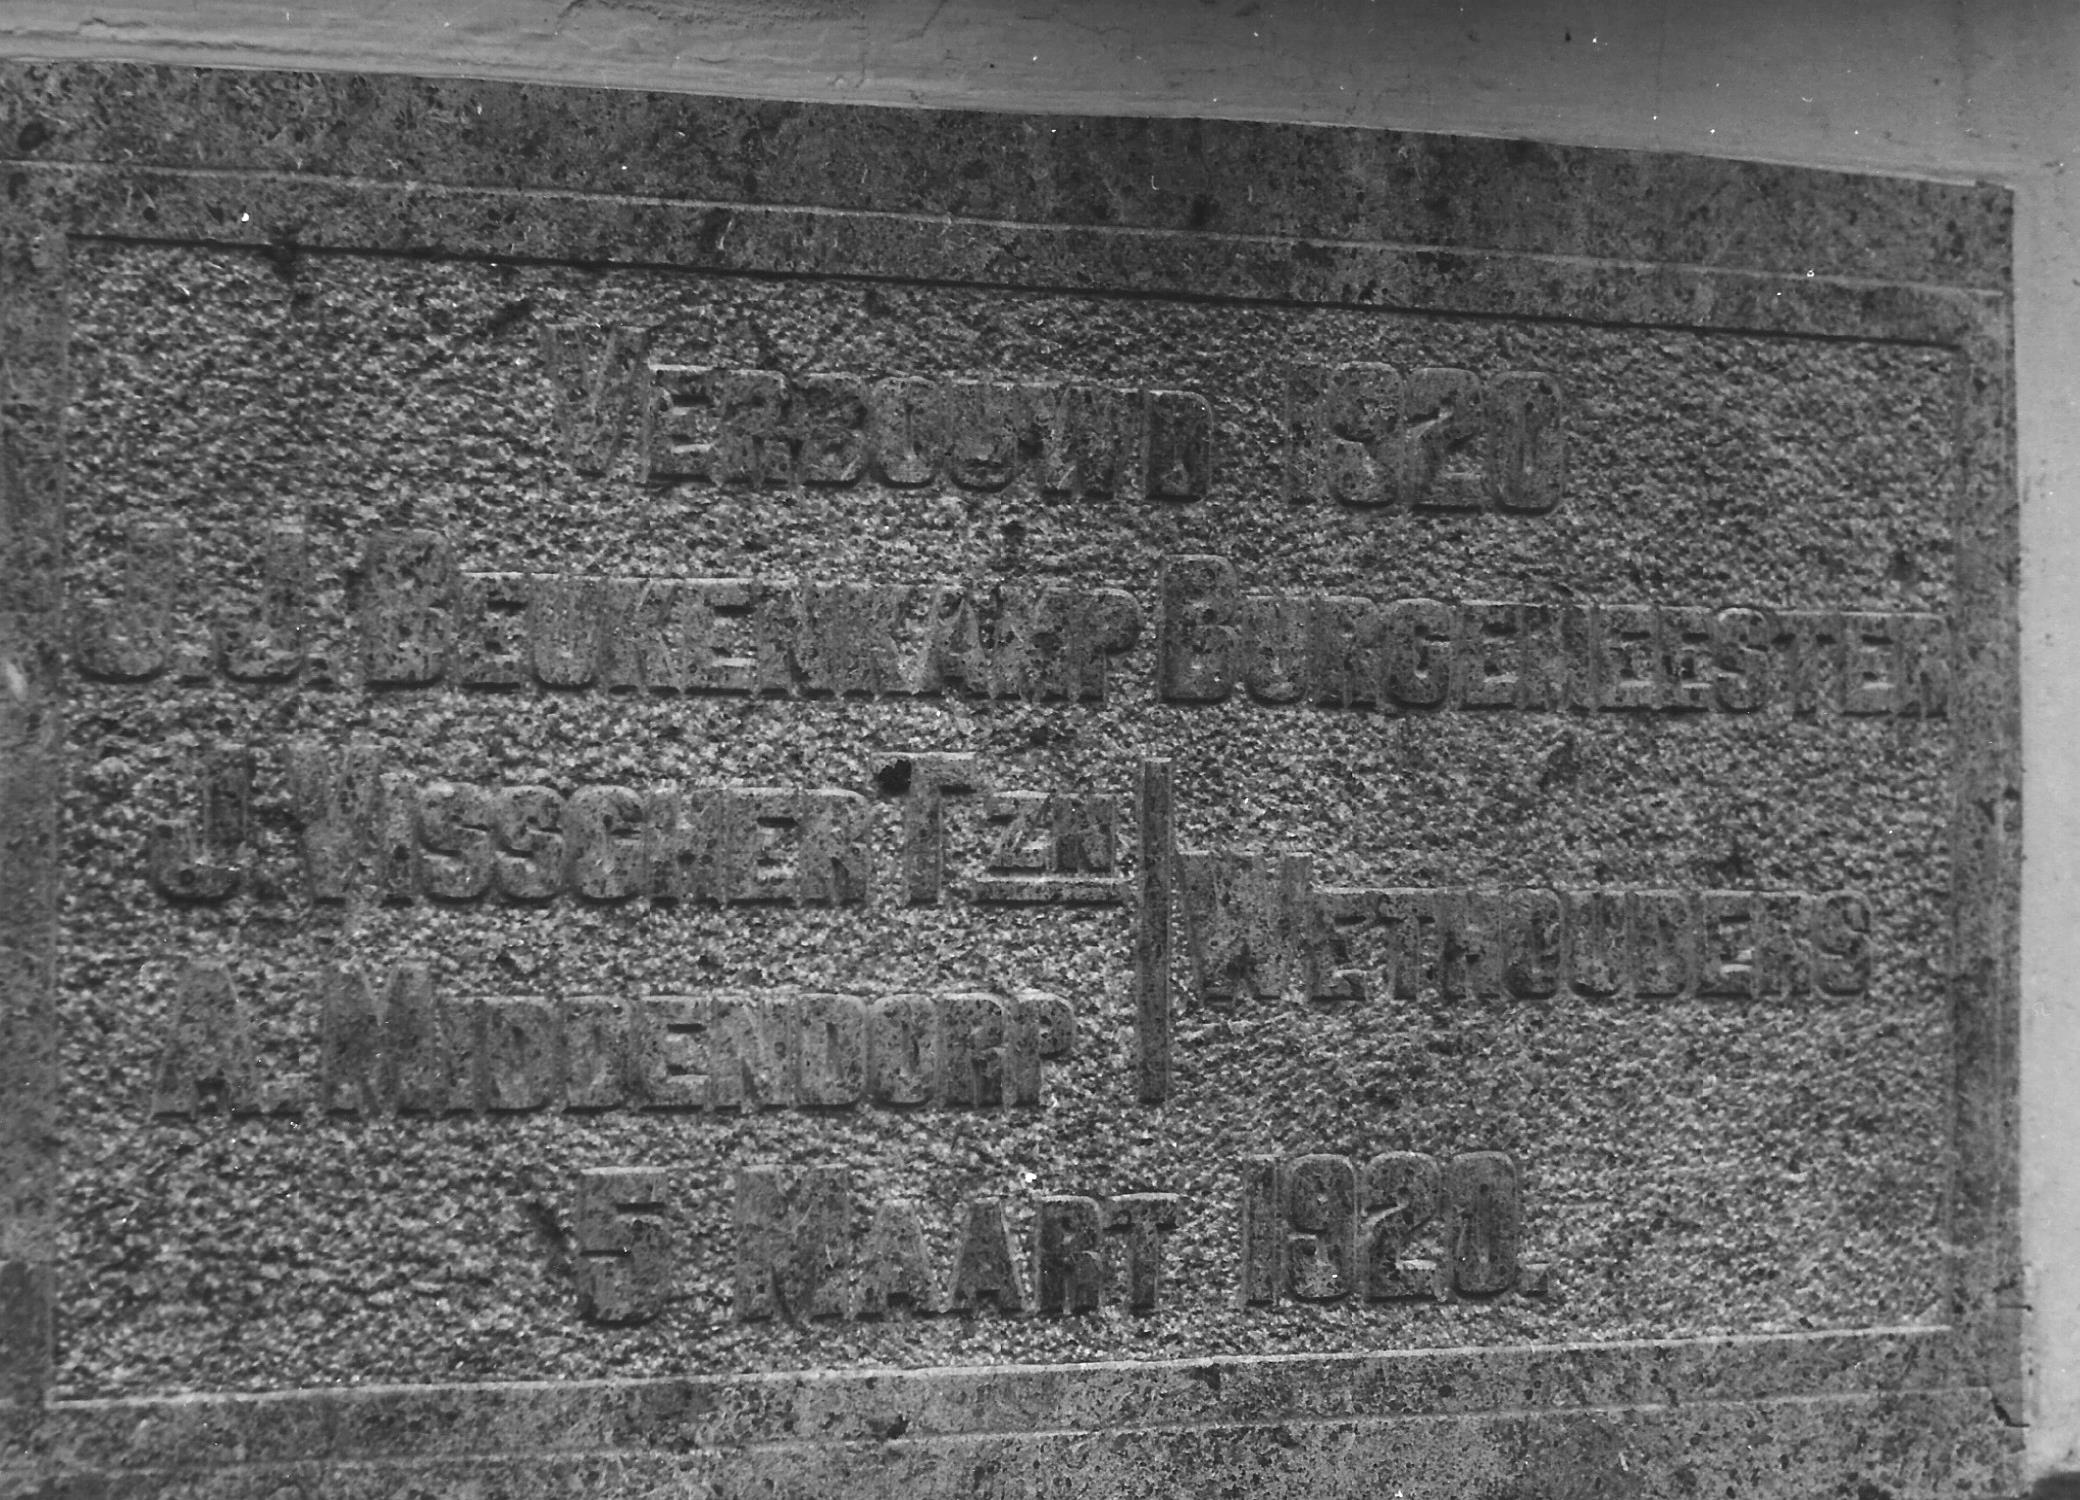 VERBOUWD 1920
J.J. BEUKENKAMP BURGEMEESTER
J. VISSCHER TZN
WETHOUDERS
A. MIDDENDORP
5 MAART 1920.